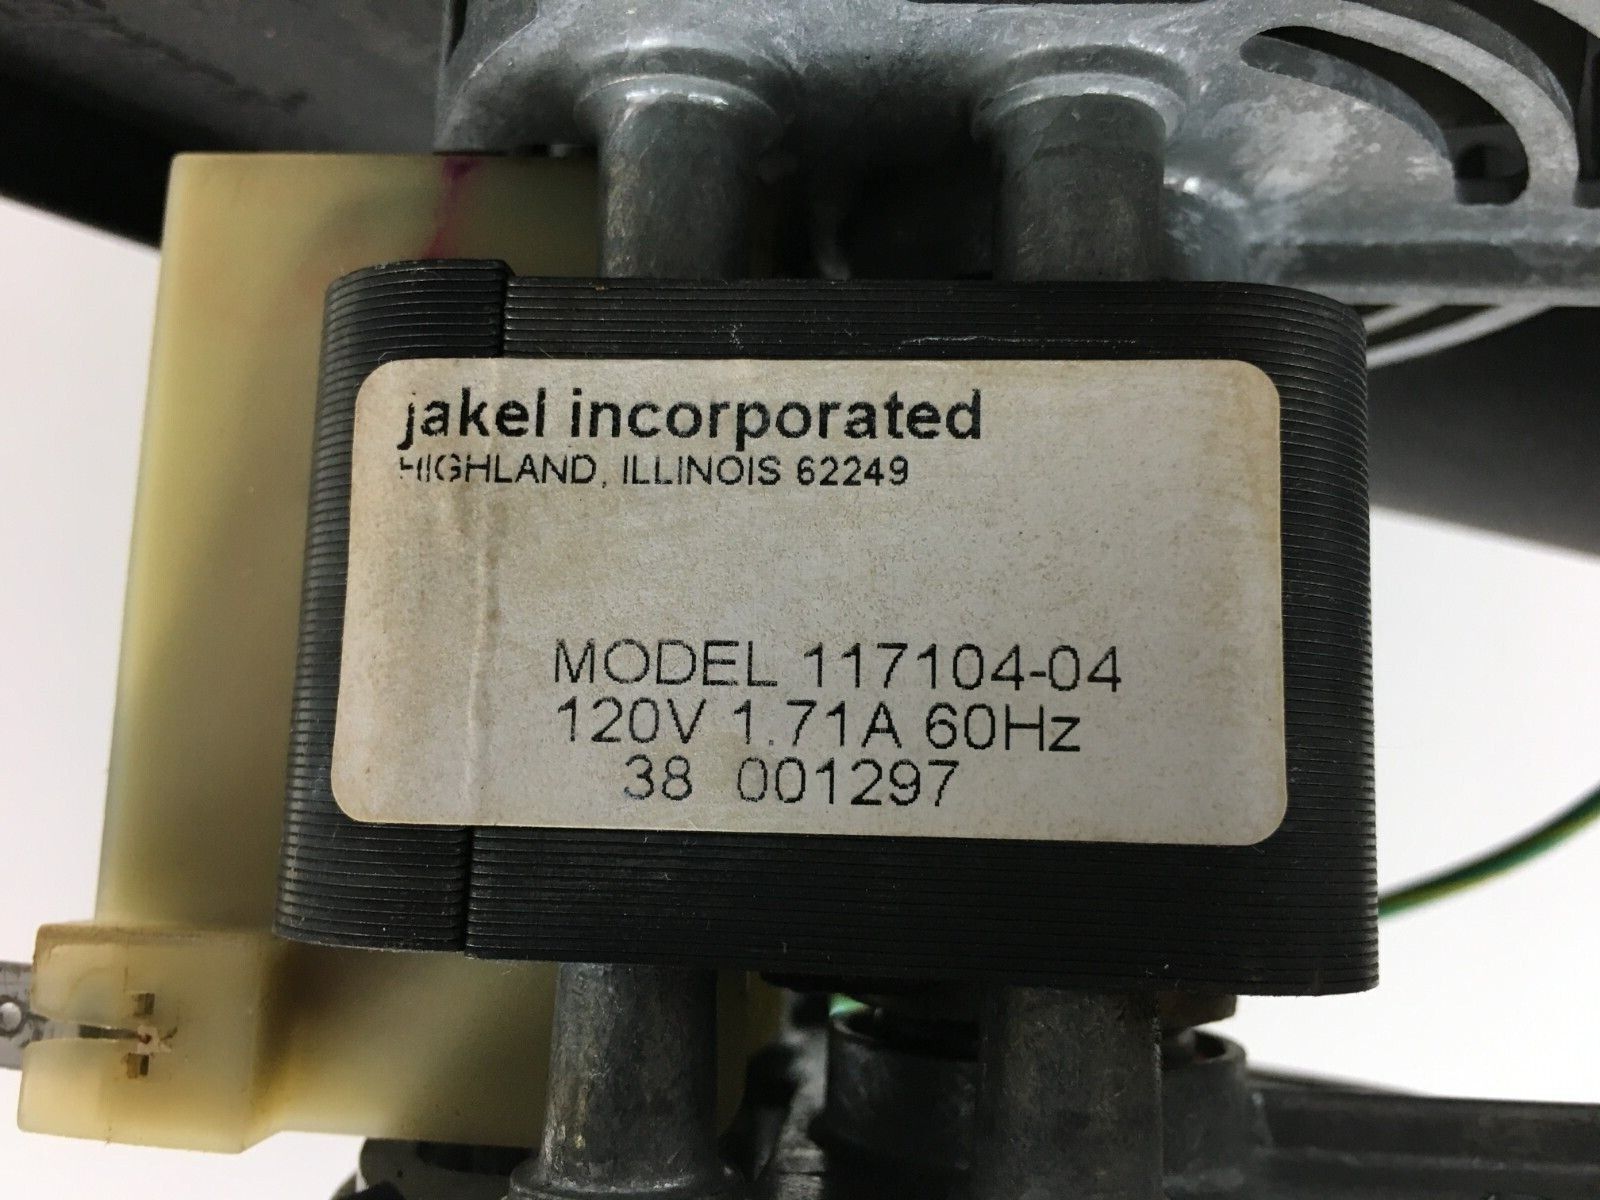 jakel incorporated
HIGHLAND, ILLINOIS 62249
MODEL 117104-04
120V 1.71A 60Hz
38 001297